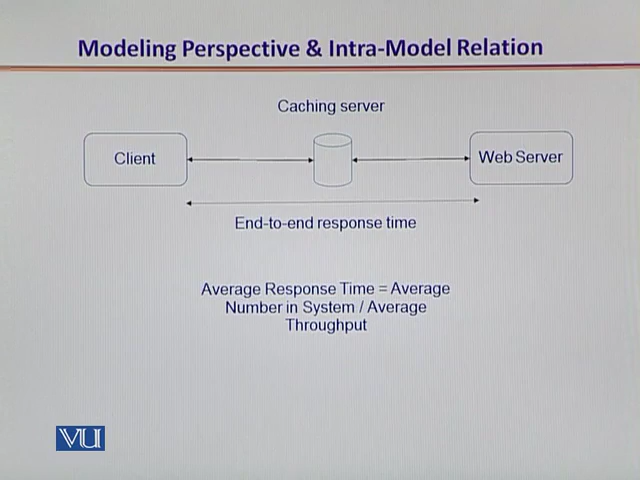 Modeling Perspective & Intra-Model Relation
Caching server
Client
Web Server
End-to-end response time
Average Response Time = Average
Number in System / Average
Throughput
VU